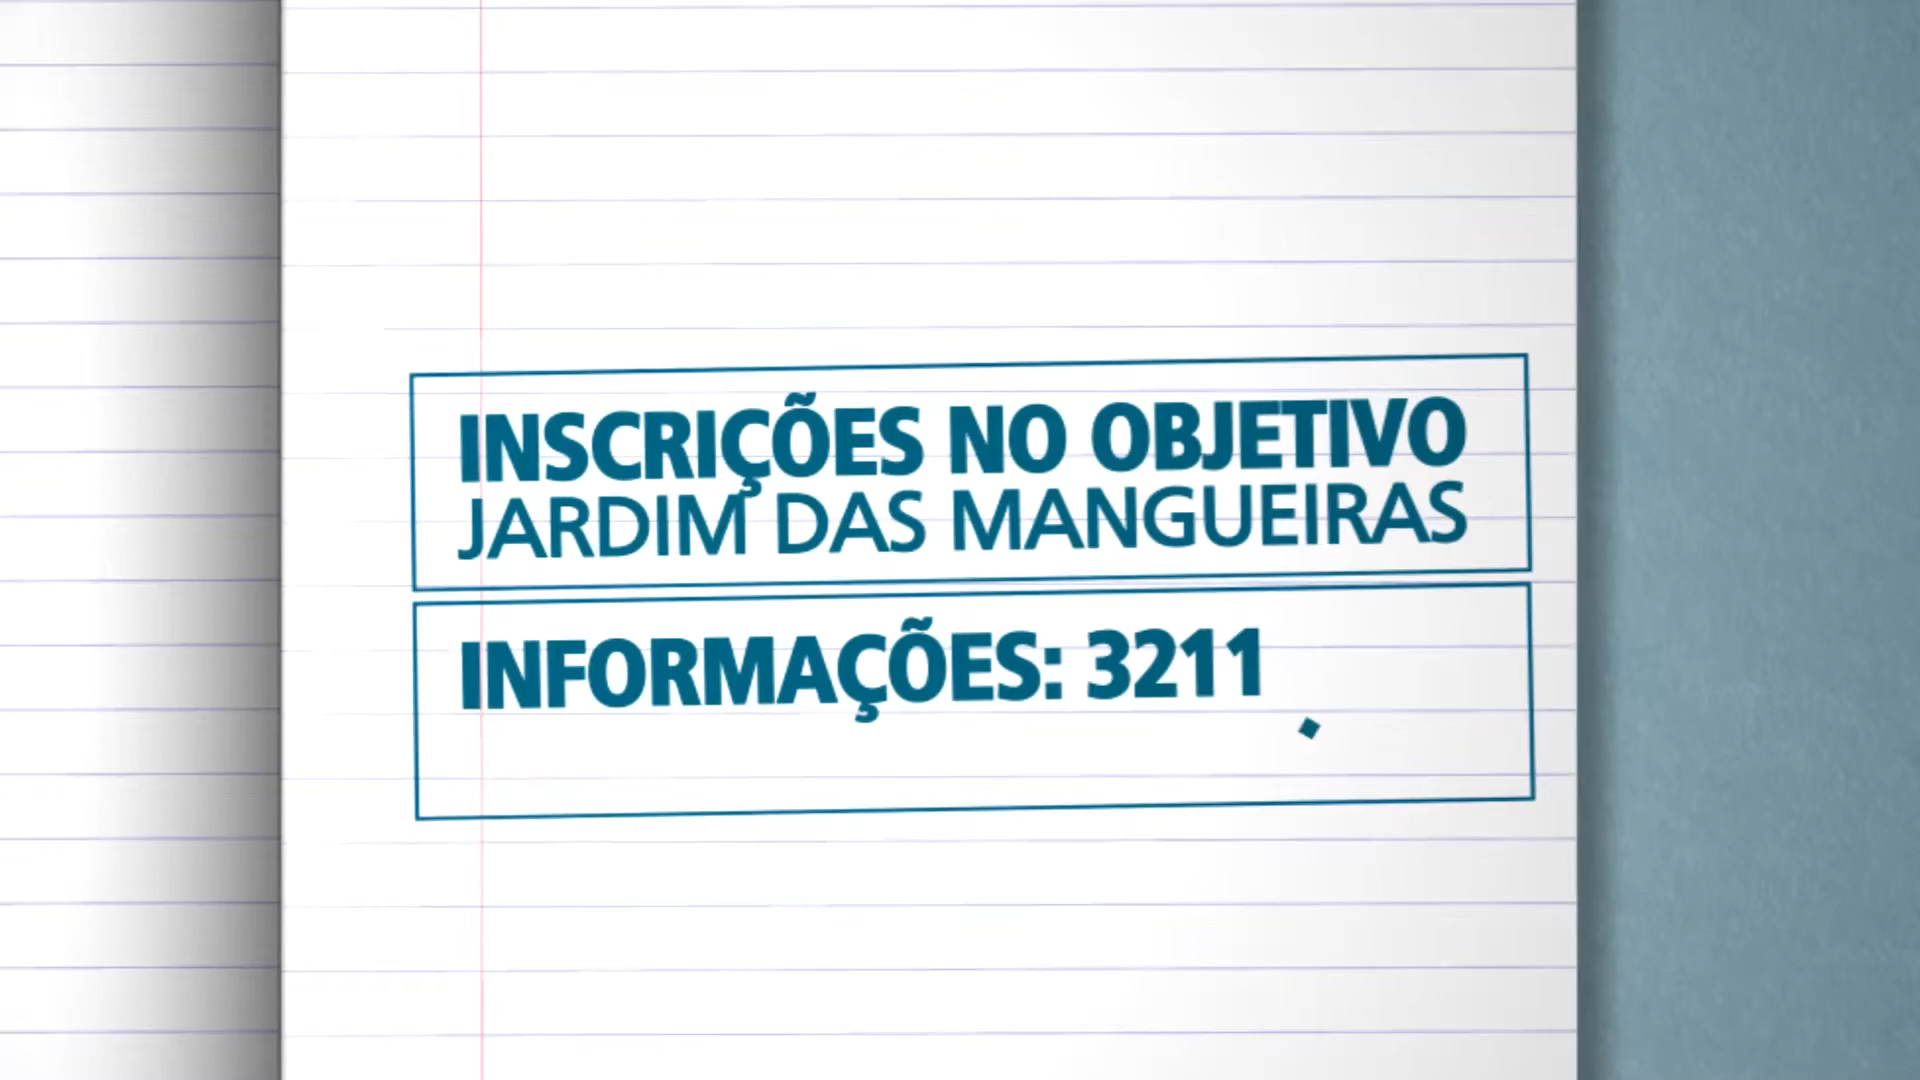 INSCRIÇÕES NO OBJETIVO
JARDIM DAS MANGUEIRAS
INFORMAÇÕES: 3211